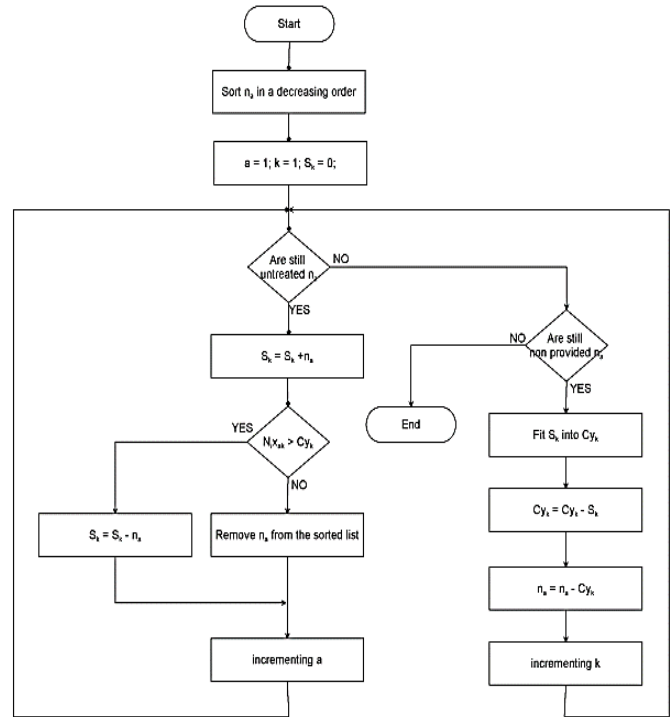 Start
Sort nₐ in a decreasing order
a = 1; k = 1; Sₖ = 0;
Are still
untreated nₐ
NO
YES
Sₖ = Sₖ +nₐ
NᵢXₐₖ > Cyₖ
YES
NO
Sₖ = Sₖ - nₐ
Remove nₐ from the sorted list
incrementing a
Are still
non provided nₐ
NO
YES
End
Fit Sₖ into Cyₖ
Cyₖ = Cyₖ - Sₖ
nₐ = nₐ - Cyₖ
incrementing k